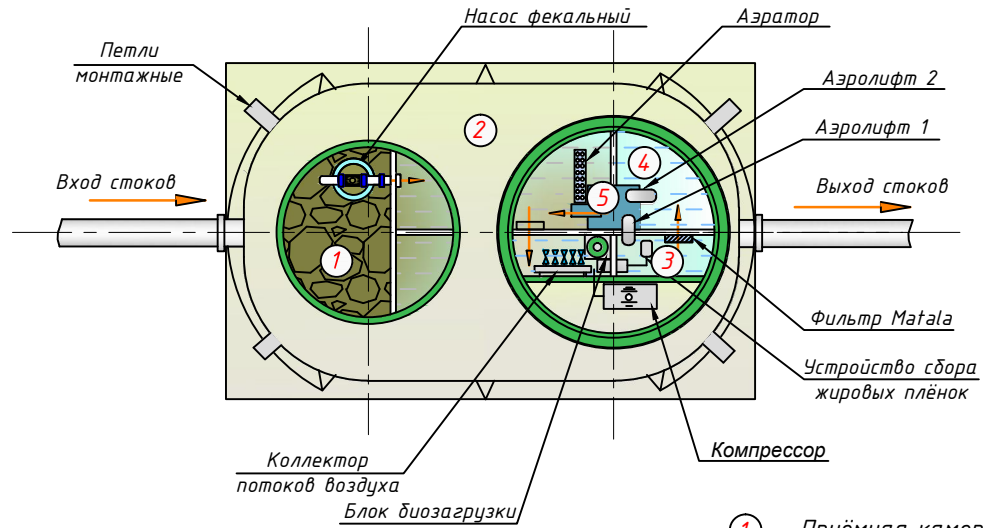 Насос фекальный
Аэратор
Петли
монтажные
Аэролифт 2
Аэролифт 1
2
4
Вход стоков
5
Выход стоков
1
3
Фильтр Matala
Устройство сбора
жировых плёнок
Компрессор
Коллектор
потоков воздуха
Блок биозагрузки
1
Приёмная